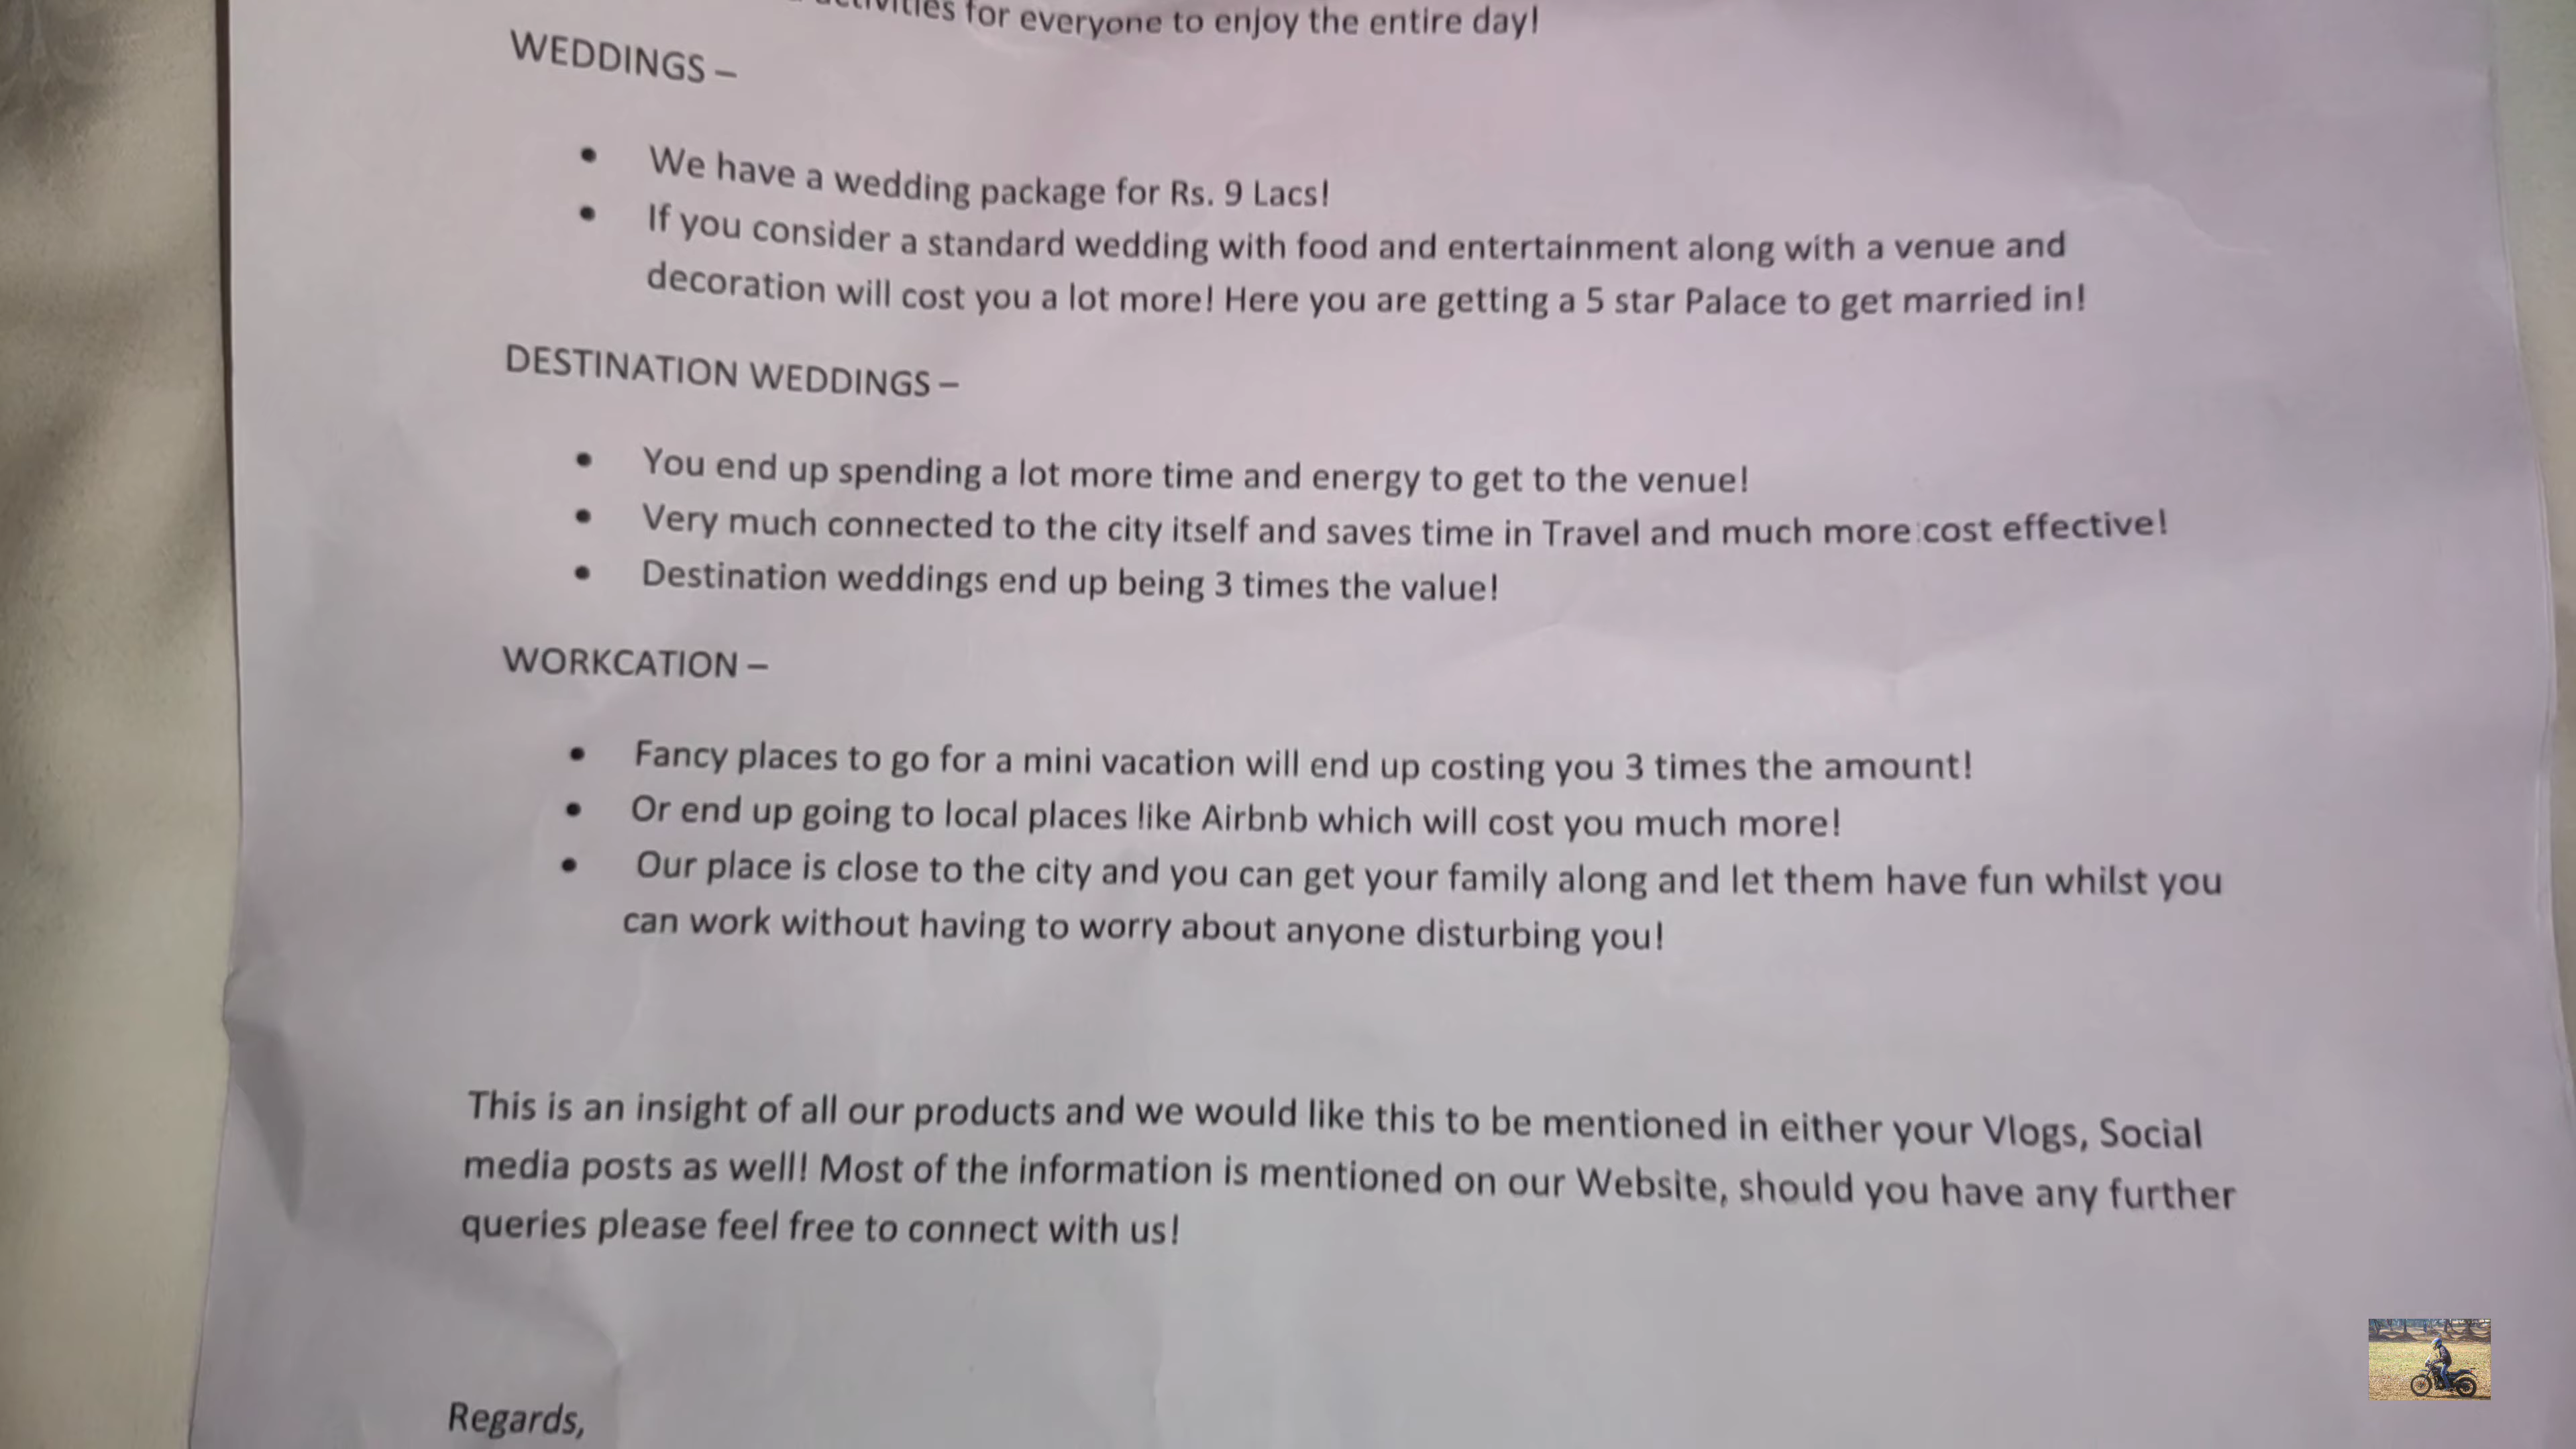 activities for everyone to enjoy the entire day!
WEDDINGS –
• We have a wedding package for Rs. 9 Lacs!
• If you consider a standard wedding with food and entertainment along with a venue and
decoration will cost you a lot more! Here you are getting a 5 star Palace to get married in!
DESTINATION WEDDINGS –
• You end up spending a lot more time and energy to get to the venue!
• Very much connected to the city itself and saves time in Travel and much more cost effective!
• Destination weddings end up being 3 times the value!
WORKCATION –
• Fancy places to go for a mini vacation will end up costing you 3 times the amount!
• Or end up going to local places like Airbnb which will cost you much more!
• Our place is close to the city and you can get your family along and let them have fun whilst you
can work without having to worry about anyone disturbing you!
This is an insight of all our products and we would like this to be mentioned in either your Vlogs, Social
media posts as well! Most of the information is mentioned on our Website, should you have any further
queries please feel free to connect with us!
Regards,